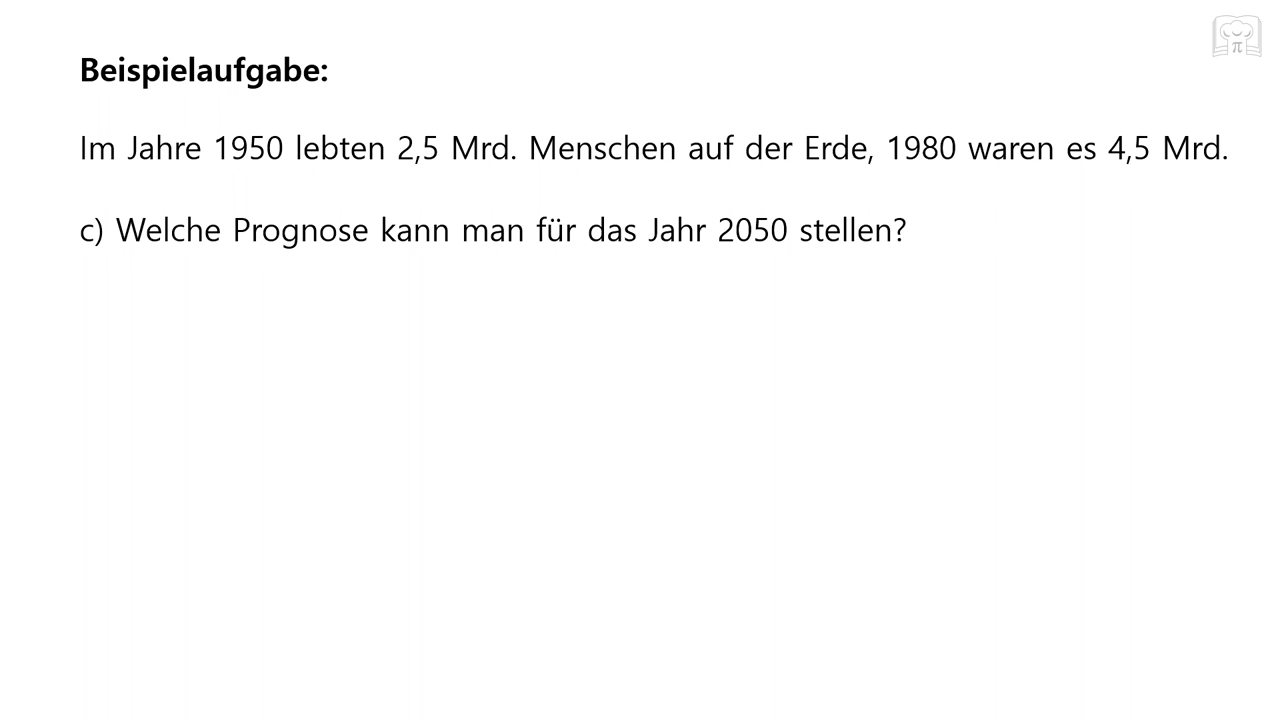 Beispielaufgabe:
Im Jahre 1950 lebten 2,5 Mrd. Menschen auf der Erde, 1980 waren es 4,5 Mrd.
c) Welche Prognose kann man für das Jahr 2050 stellen?
π